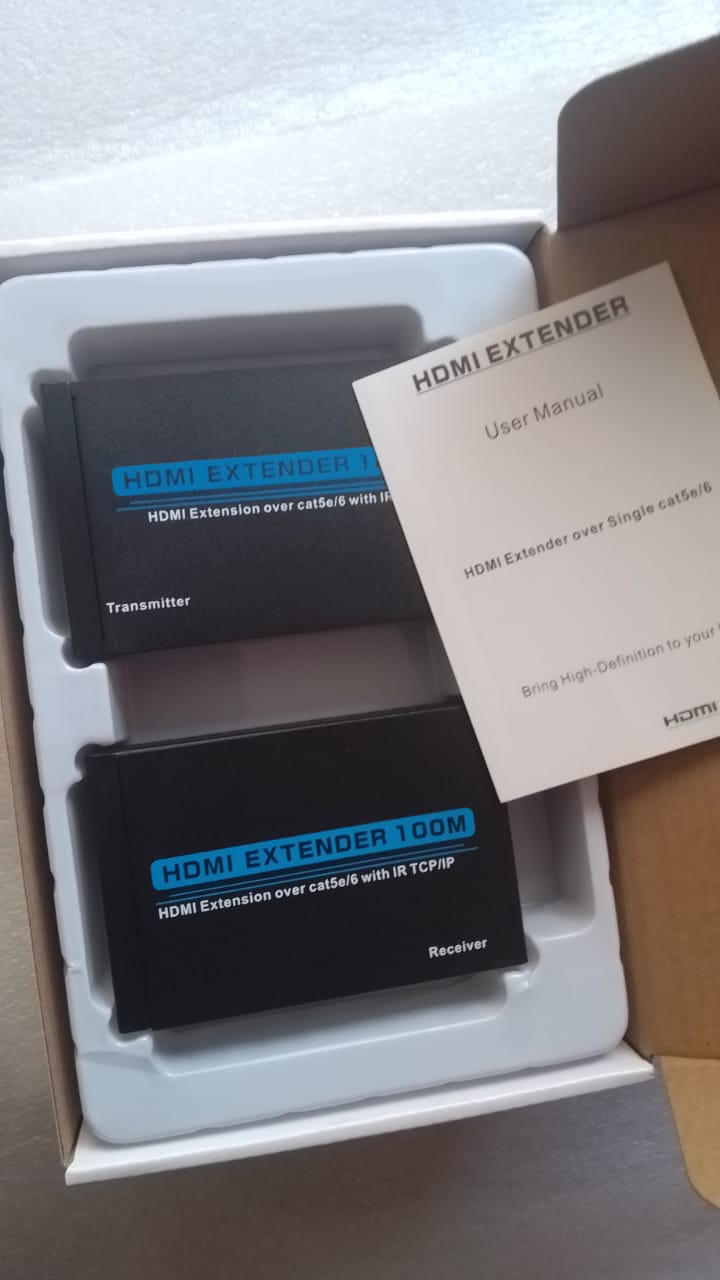 HDMI EXTENDER
User Manual
HDMI Extender over Single cat5e/6
Bring High-Definition to your
HDMI
HDMI EXTENDER
HDMI Extension over cat5e/6 with IR
Transmitter
HDMI EXTENDER 100M
HDMI Extension over cat5e/6 with IR TCP/IP
Receiver